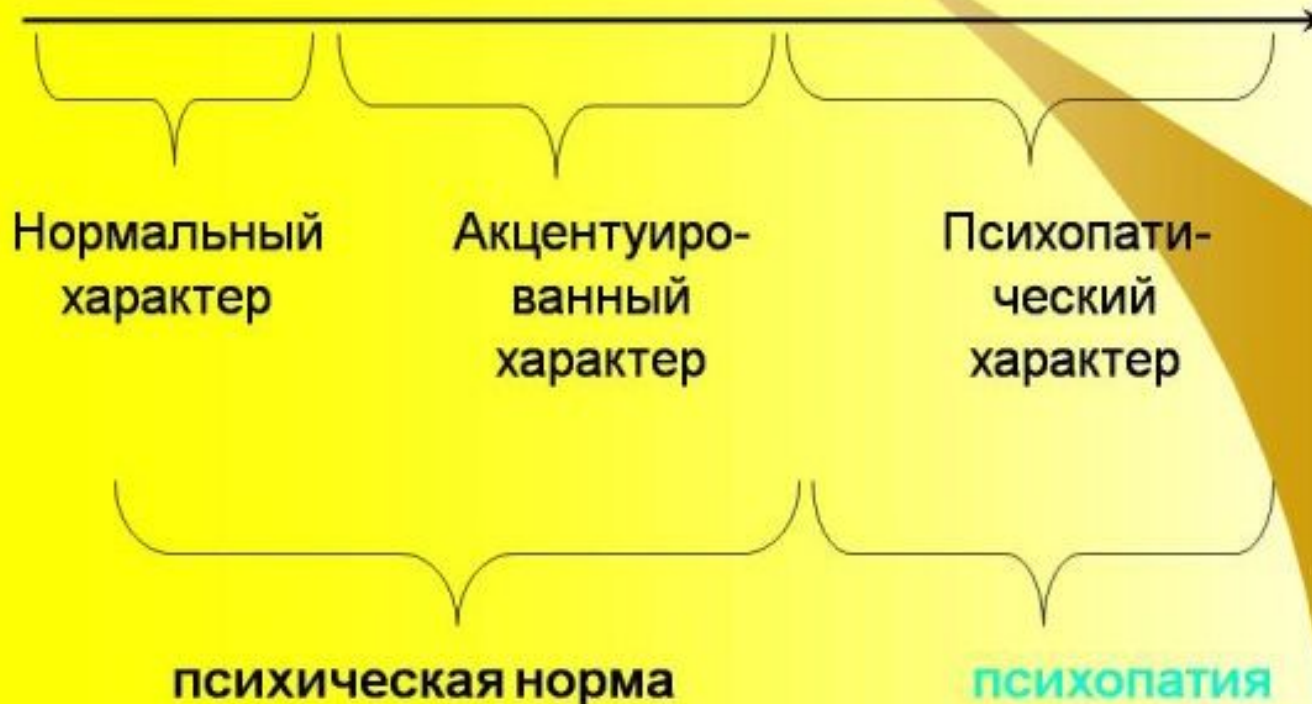 Нормальный
характер
Акцентуиро-
ванный
характер
Психопати-
ческий
характер
психическая норма
психопатия